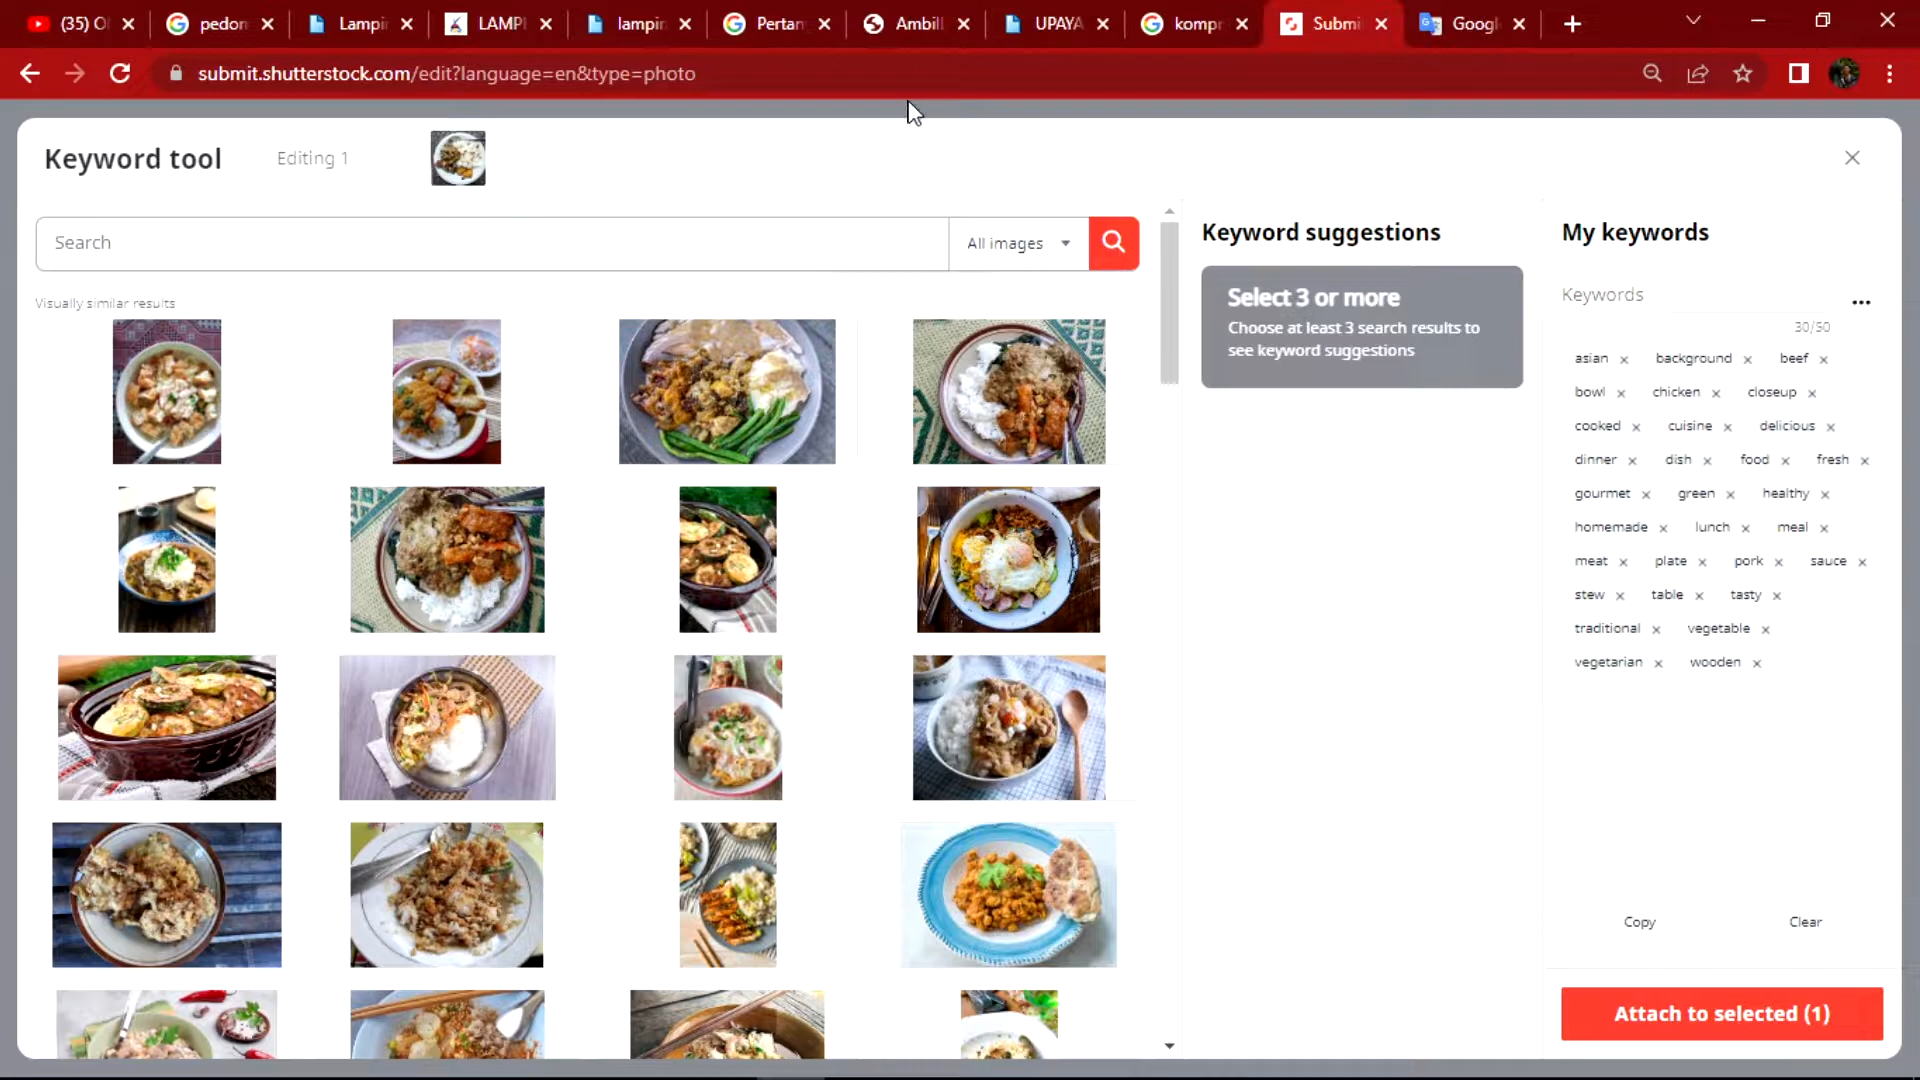 (35) O
pedon
Lampir
LAMPI
lampir
Pertan
Ambil
UPAYA
kompr
Submi
Googl
submit.shutterstock.com/edit?language=en&type=photo
Keyword tool
Editing 1
Search
All images
Visually similar results
Keyword suggestions
Select 3 or more
Choose at least 3 search results to
see keyword suggestions
My keywords
Keywords
30/50
asian × background × beef ×
bowl × chicken × closeup ×
cooked × cuisine × delicious ×
dinner × dish × food × fresh ×
gourmet × green × healthy ×
homemade × lunch × meal ×
meat × plate × pork × sauce ×
stew × table × tasty ×
traditional × vegetable ×
vegetarian × wooden ×
Copy
Clear
Attach to selected (1)